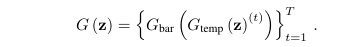 G (𝐳) = { G_bar ( G_temp (𝐳)^(t) ) }_{t=1}^{T} .